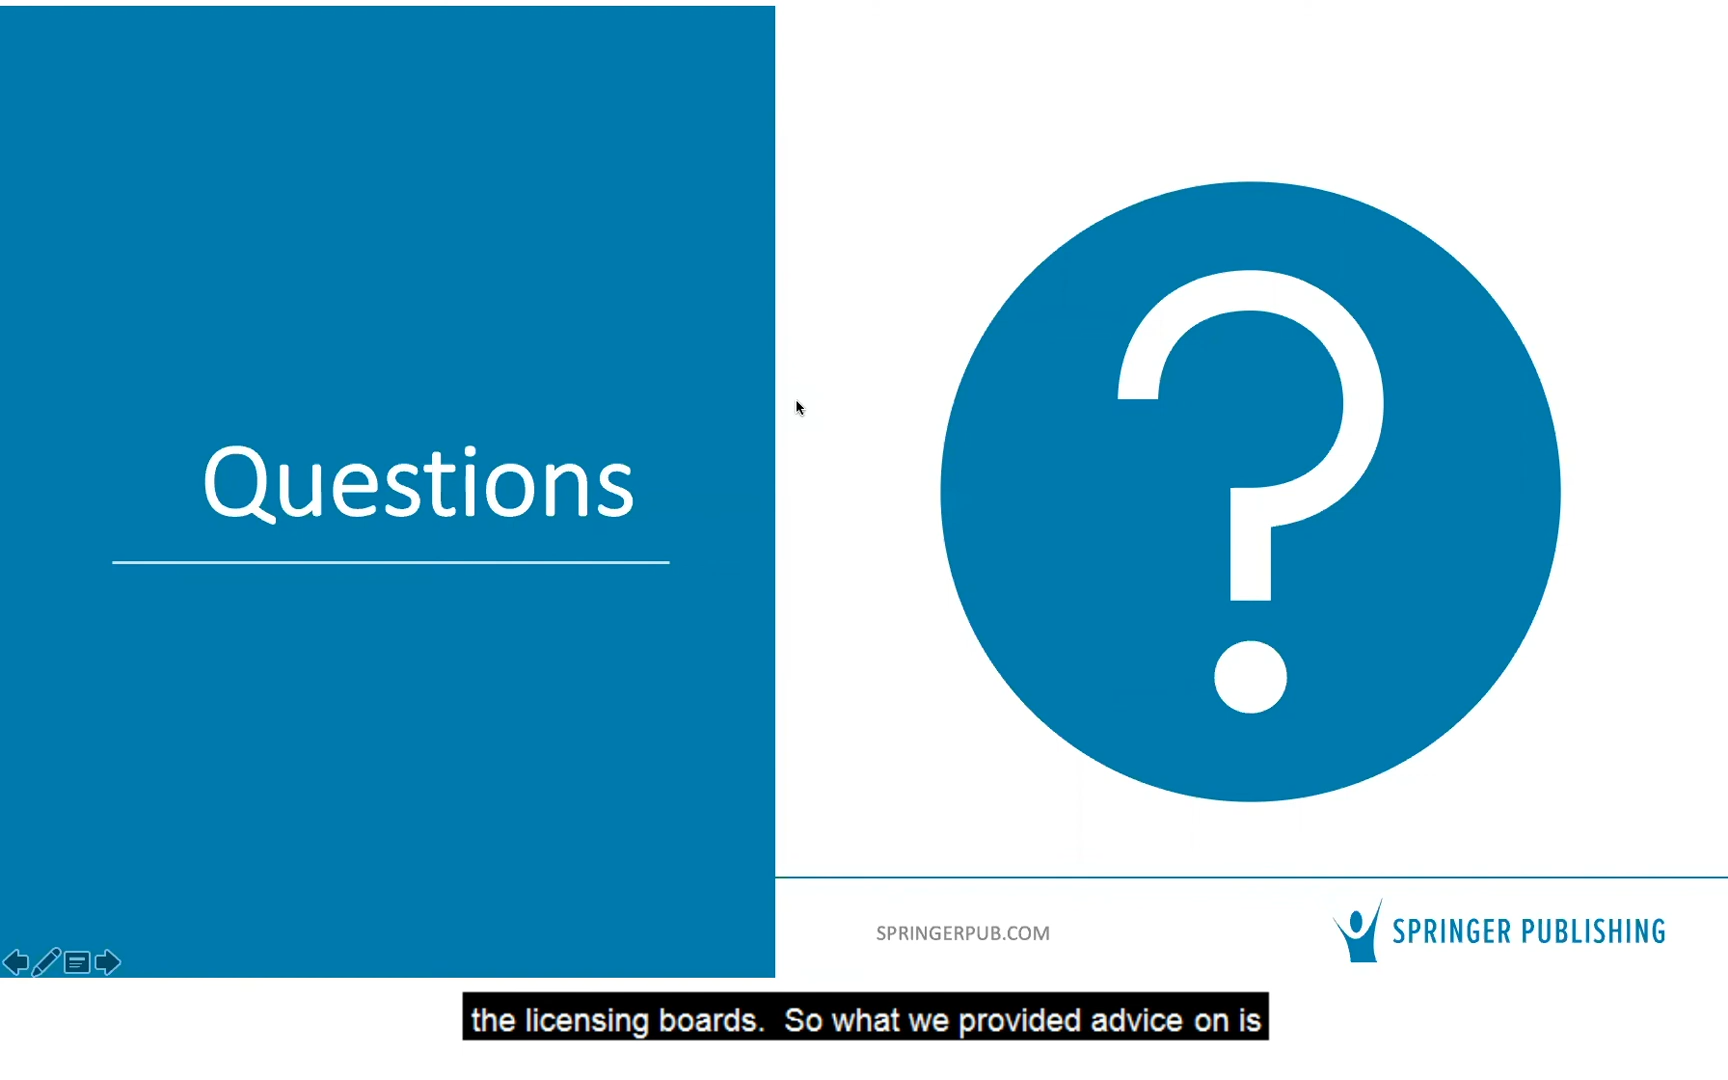 Questions
?
SPRINGERPUB.COM
SPRINGER PUBLISHING
the licensing boards.  So what we provided advice on is